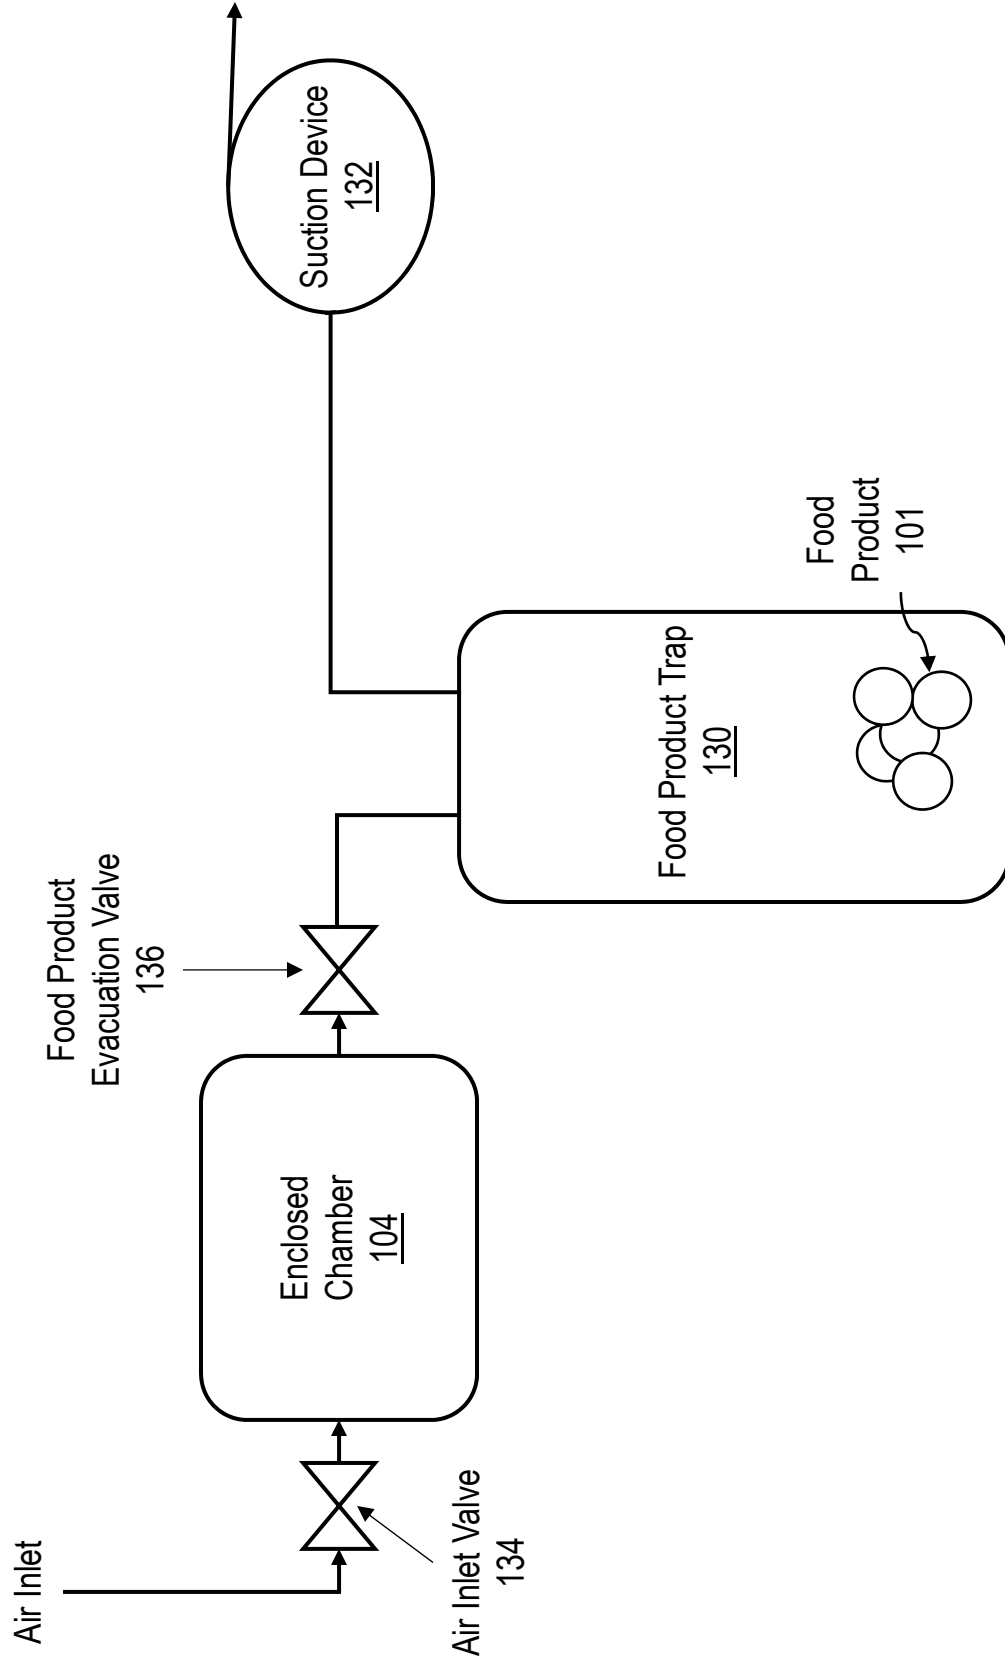 Air Inlet
Air Inlet Valve
134
Enclosed
Chamber
104
Food Product
Evacuation Valve
136
Food Product Trap
130
Food
Product
101
Suction Device
132